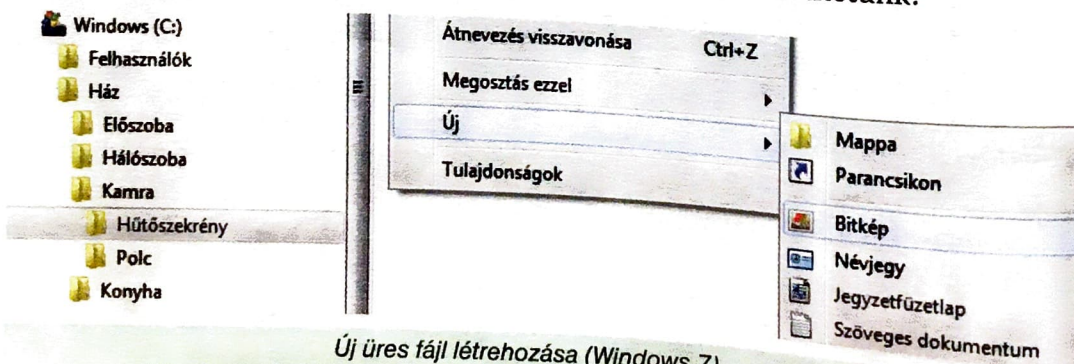 Windows (C:)
Felhasználók
Ház
Előszoba
Hálószoba
Kamra
Hűtőszekrény
Polc
Konyha
Átnevezés visszavonása Ctrl+Z
Megosztás ezzel
Új
Tulajdonságok
Mappa
Parancsikon
Bitkép
Névjegy
Jegyzetfüzetlap
Szöveges dokumentum
Új üres fájl létrehozása (Windows 7)